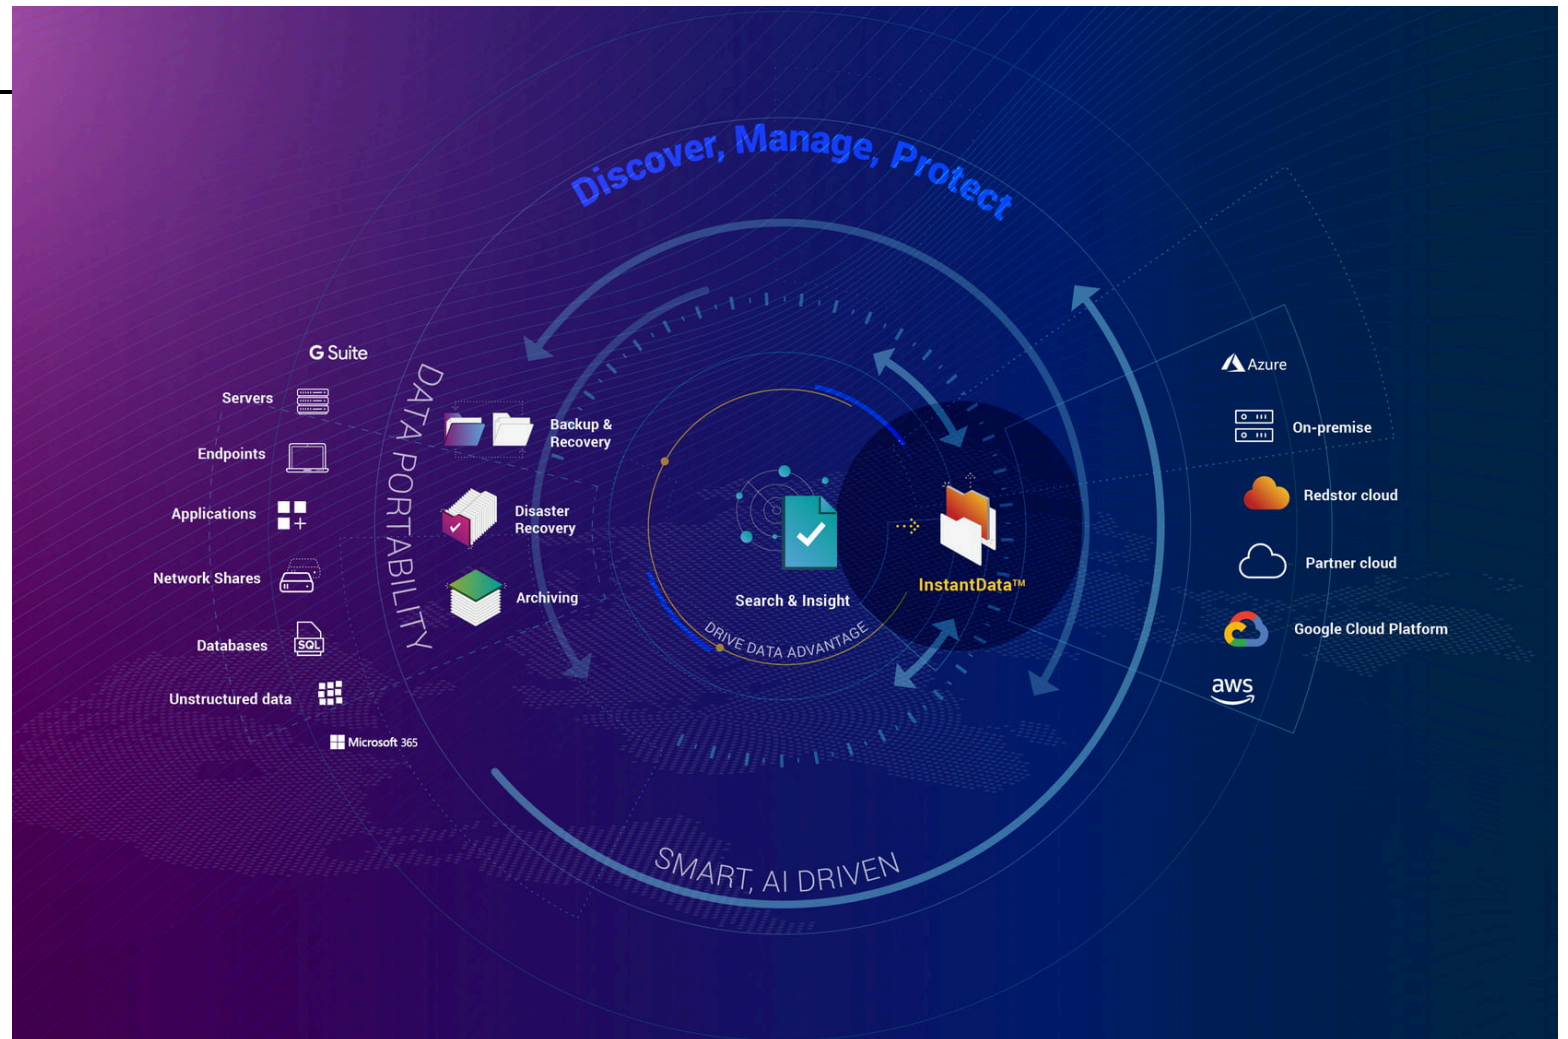 Discover, Manage, Protect
G Suite
Servers
Endpoints
Applications
Network Shares
Databases
SQL
Unstructured data
Microsoft 365
DATA PORTABILITY
Backup &
Recovery
Disaster
Recovery
Archiving
Search & Insight
DRIVE DATA ADVANTAGE
InstantData™
SMART, AI DRIVEN
Azure
On-premise
Redstor cloud
Partner cloud
Google Cloud Platform
aws